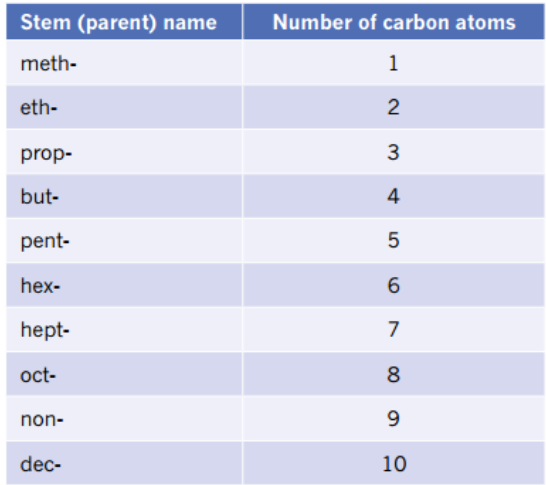 Stem (parent) name Number of carbon atoms
meth- 1
eth- 2
prop- 3
but- 4
pent- 5
hex- 6
hept- 7
oct- 8
non- 9
dec- 10